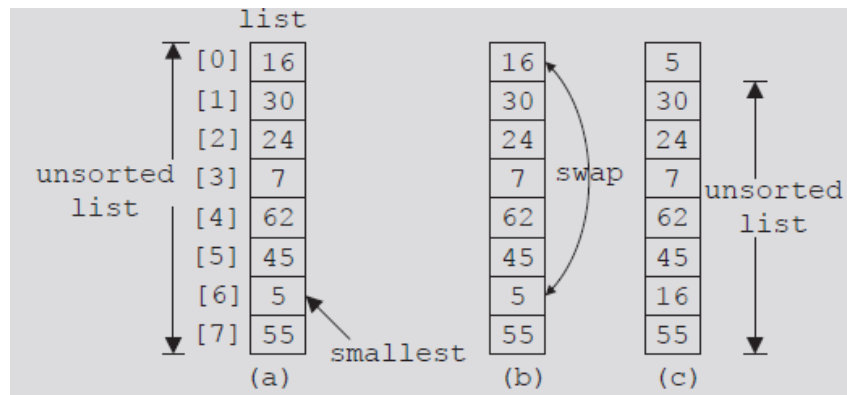 list
[0] 16 16 5
[1] 30 30 30
[2] 24 24 24
unsorted [3] 7 7 swap 7 unsorted
list [4] 62 62 62 list
[5] 45 45 45
[6] 5 5 16
[7] 55 smallest 55 55
(a) (b) (c)